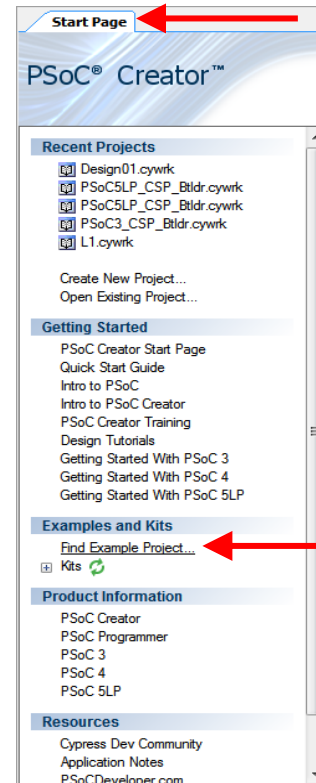 Start Page
PSoC® Creator™
Recent Projects
Design01.cywrk
PSoC5LP_CSP_Btldr.cywrk
PSoC5LP_CSP_Btldr.cywrk
PSoC3_CSP_Btldr.cywrk
L1.cywrk
Create New Project...
Open Existing Project...
Getting Started
PSoC Creator Start Page
Quick Start Guide
Intro to PSoC
Intro to PSoC Creator
PSoC Creator Training
Design Tutorials
Getting Started With PSoC 3
Getting Started With PSoC 4
Getting Started With PSoC 5LP
Examples and Kits
Find Example Project...
Kits
Product Information
PSoC Creator
PSoC Programmer
PSoC 3
PSoC 4
PSoC 5LP
Resources
Cypress Dev Community
Application Notes
PSoCDeveloper.com